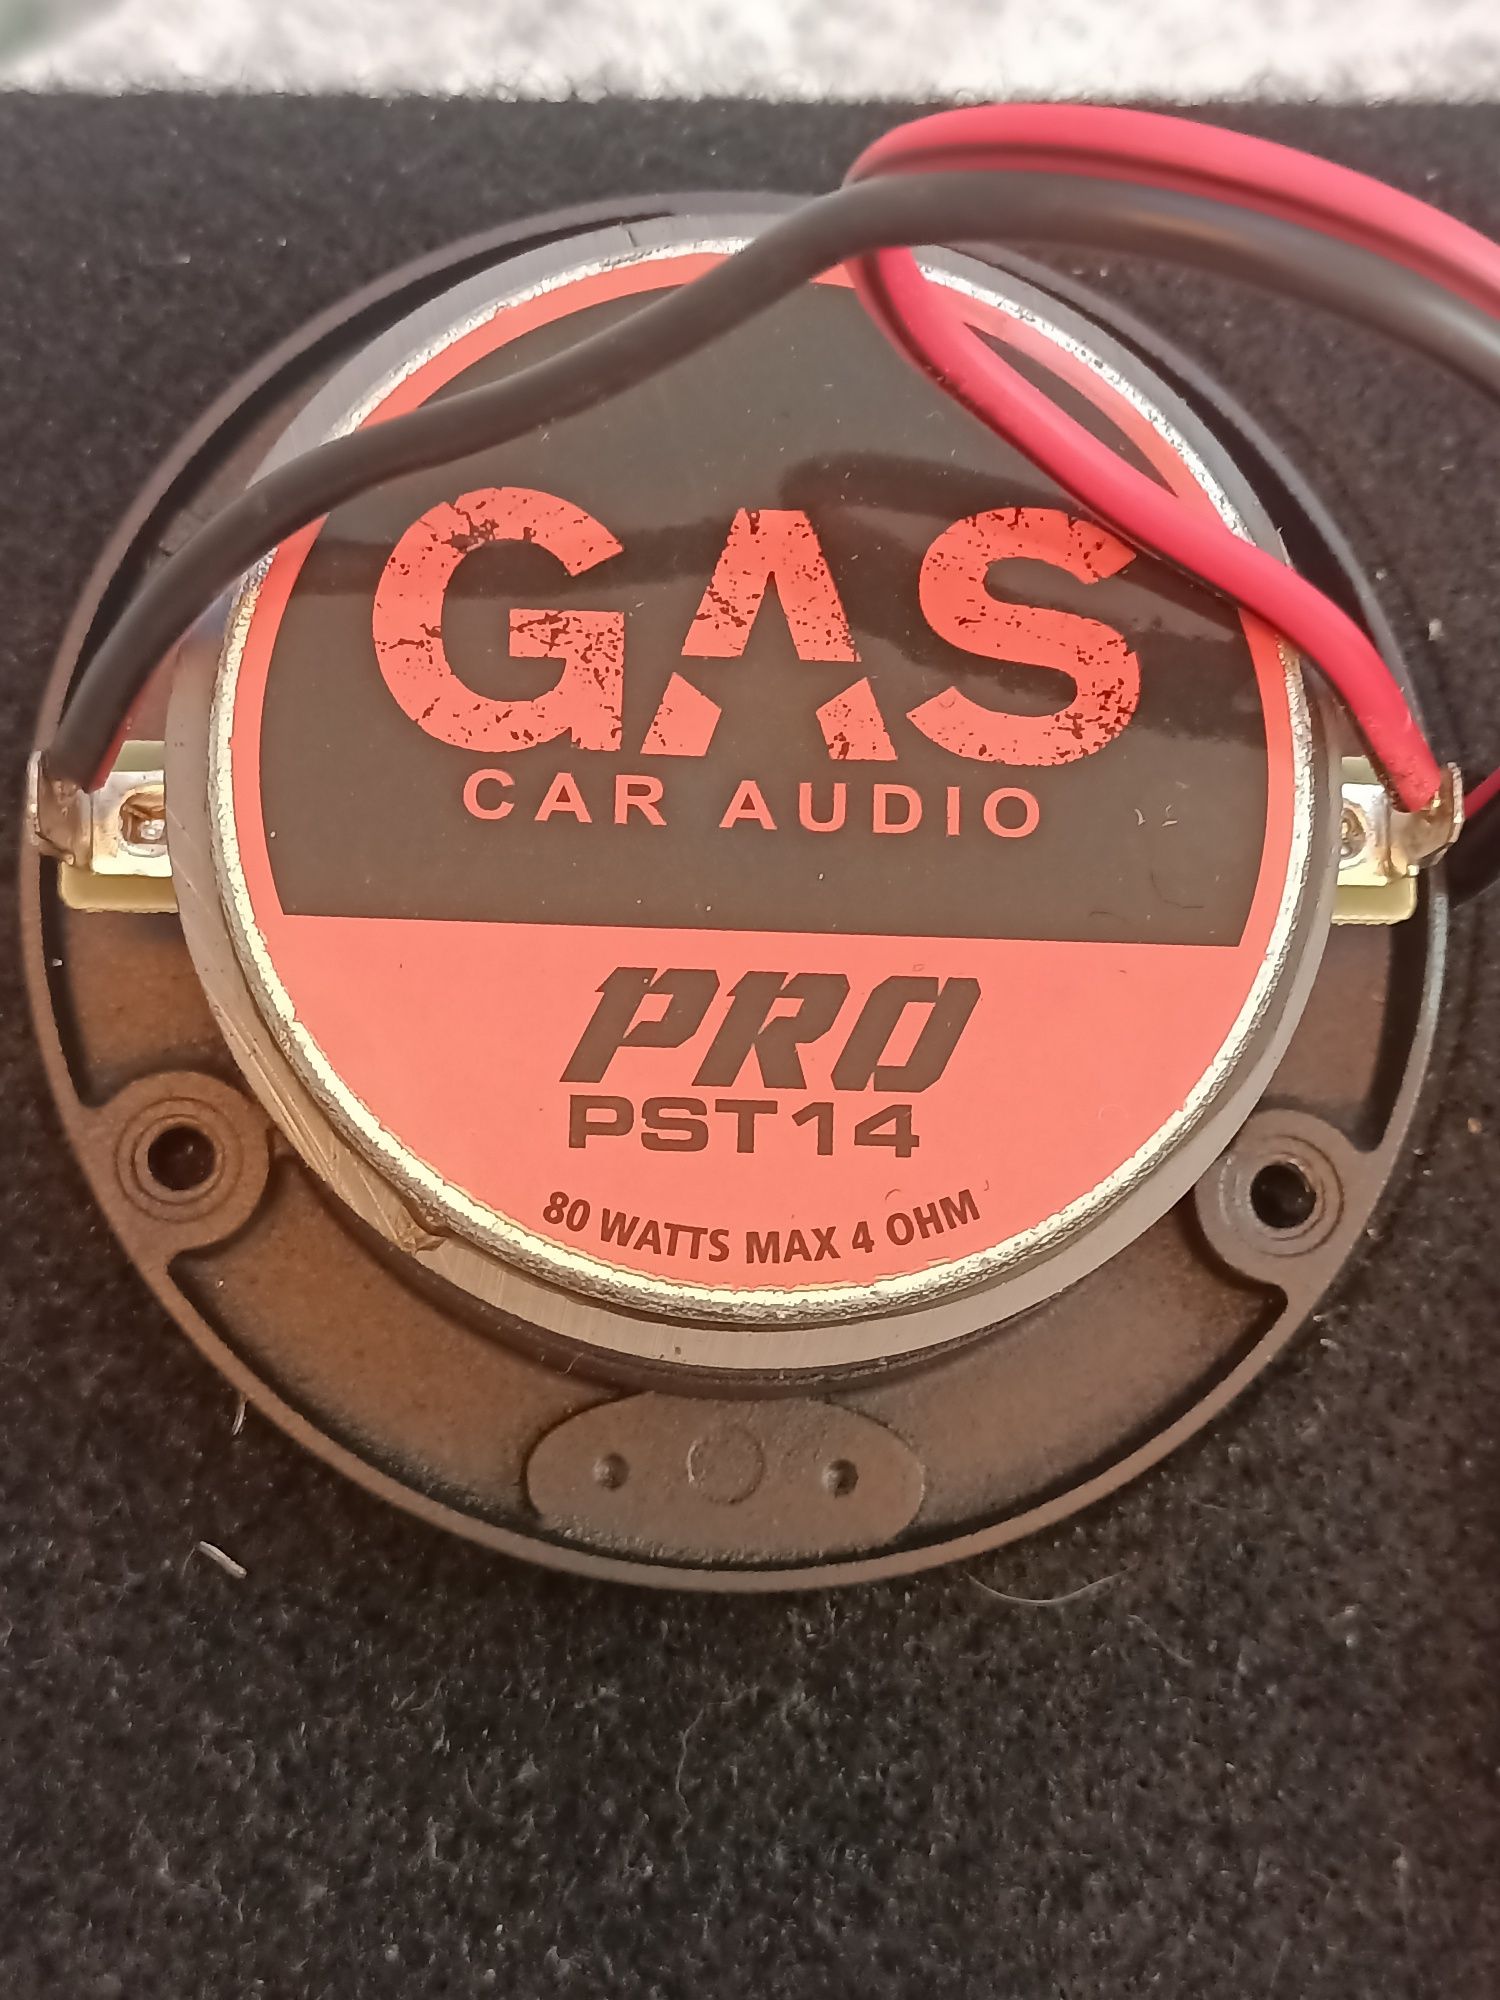 GAS
CAR AUDIO
PRO
PST14
80 WATTS MAX 4 OHM